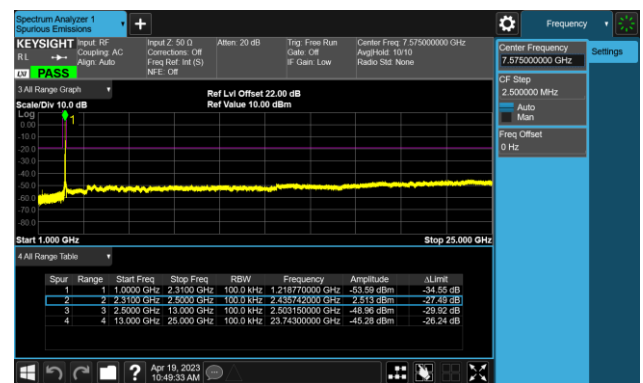 Spectrum Analyzer 1
Spurious Emissions
Frequency
KEYSIGHT Input: RF Input Z: 50 Ω Atten: 20 dB Trig: Free Run Center Freq: 7.575000000 GHz
RL Coupling: AC Corrections: Off Gate: Off Avg|Hold: 10/10
Align: Auto Freq Ref: Int (S) IF Gain: Low Radio Std: None
LXI PASS NFE: Off
Center Frequency
7.575000000 GHz
Settings
CF Step
2.500000 MHz
Auto
Man
Freq Offset
0 Hz
3 All Range Graph
Ref Lvl Offset 22.00 dB
Scale/Div 10.0 dB Ref Value 10.00 dBm
Log
1
0.00
-10.0
-20.0
-30.0
-40.0
-50.0
-60.0
-70.0
-80.0
Start 1.000 GHz Stop 25.000 GHz
4 All Range Table
Spur Range Start Freq Stop Freq RBW Frequency Amplitude ΔLimit
1 1 1.0000 GHz 2.3100 GHz 100.0 kHz 1.218770000 GHz -53.59 dBm -34.55 dB
2 2 2.3100 GHz 2.5000 GHz 100.0 kHz 2.435742000 GHz 2.513 dBm -27.49 dB
3 3 2.5000 GHz 13.000 GHz 100.0 kHz 2.503150000 GHz -48.96 dBm -29.92 dB
4 4 13.000 GHz 25.000 GHz 100.0 kHz 23.74300000 GHz -45.28 dBm -26.24 dB
? Apr 19, 2023
10:49:33 AM